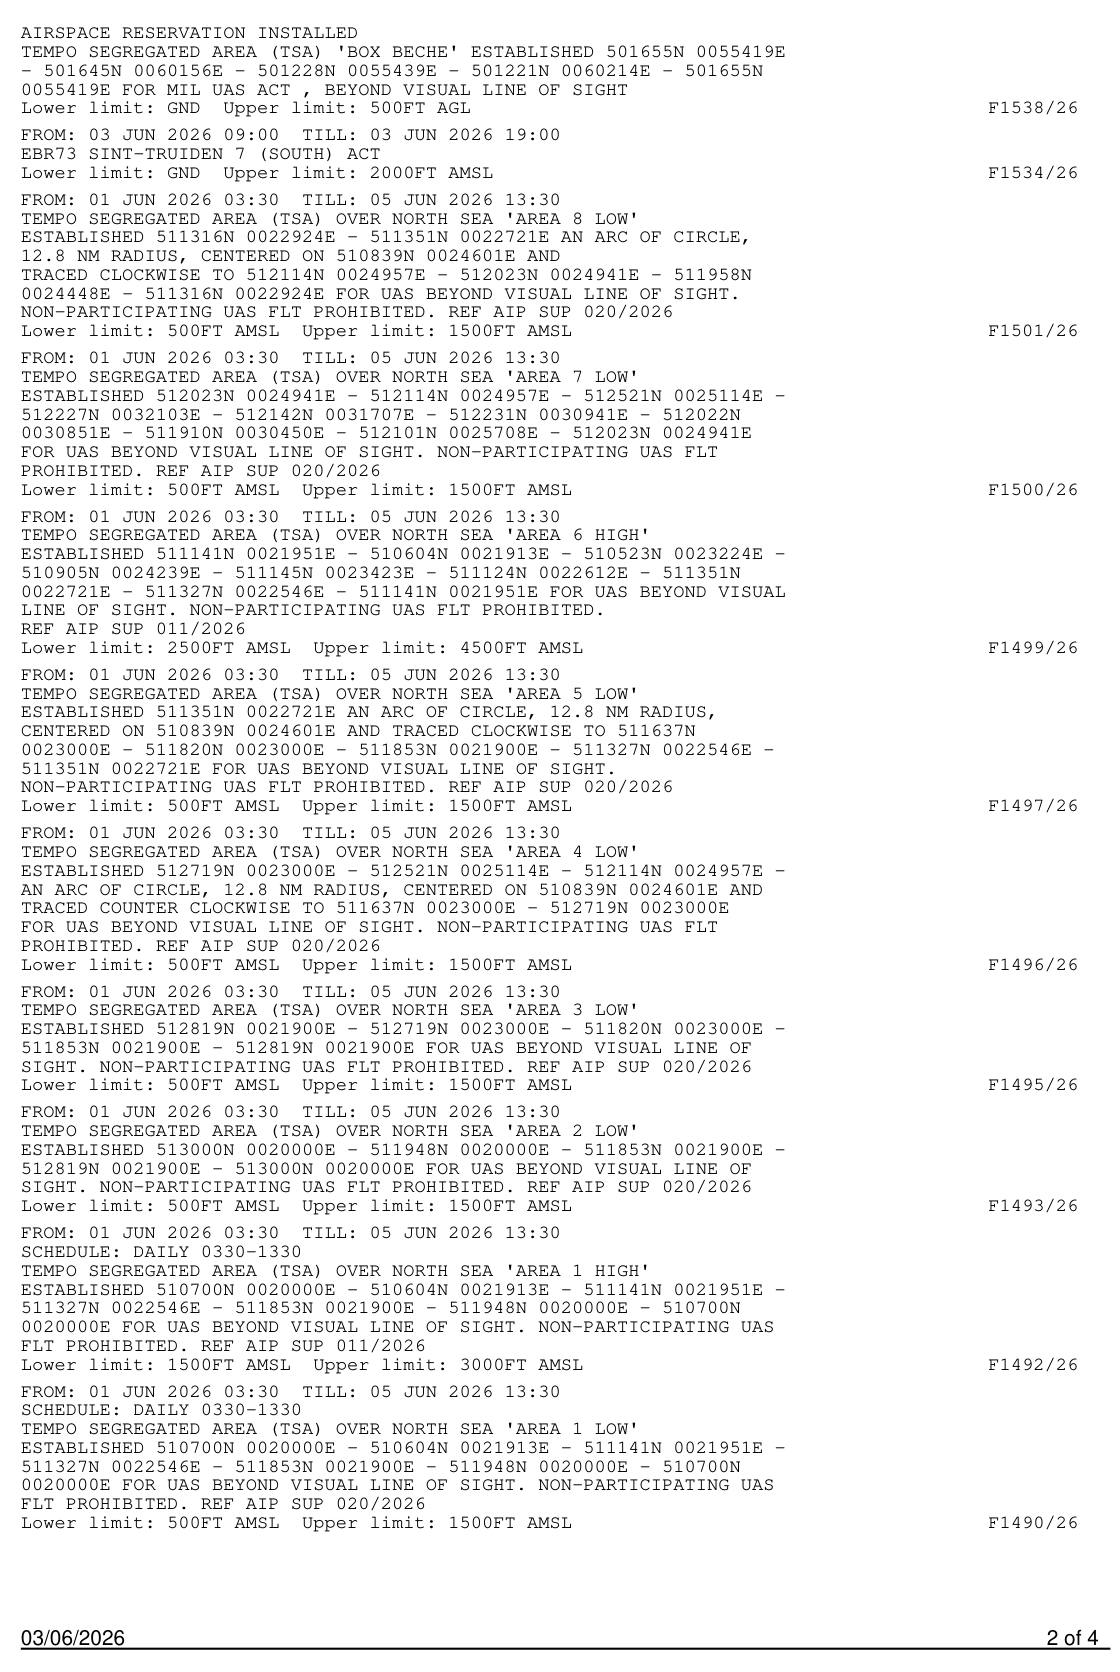 AIRSPACE RESERVATION INSTALLED
TEMPO SEGREGATED AREA (TSA) 'BOX BECHE' ESTABLISHED 501655N 0055419E
- 501645N 0060156E - 501228N 0055439E - 501221N 0060214E - 501655N
0055419E FOR MIL UAS ACT , BEYOND VISUAL LINE OF SIGHT
Lower limit: GND  Upper limit: 500FT AGL F1538/26
FROM: 03 JUN 2026 09:00  TILL: 03 JUN 2026 19:00
EBR73 SINT-TRUIDEN 7 (SOUTH) ACT
Lower limit: GND  Upper limit: 2000FT AMSL F1534/26
FROM: 01 JUN 2026 03:30  TILL: 05 JUN 2026 13:30
TEMPO SEGREGATED AREA (TSA) OVER NORTH SEA 'AREA 8 LOW'
ESTABLISHED 511316N 0022924E - 511351N 0022721E AN ARC OF CIRCLE,
12.8 NM RADIUS, CENTERED ON 510839N 0024601E AND
TRACED CLOCKWISE TO 512114N 0024957E - 512023N 0024941E - 511958N
0024448E - 511316N 0022924E FOR UAS BEYOND VISUAL LINE OF SIGHT.
NON-PARTICIPATING UAS FLT PROHIBITED. REF AIP SUP 020/2026
Lower limit: 500FT AMSL  Upper limit: 1500FT AMSL F1501/26
FROM: 01 JUN 2026 03:30  TILL: 05 JUN 2026 13:30
TEMPO SEGREGATED AREA (TSA) OVER NORTH SEA 'AREA 7 LOW'
ESTABLISHED 512023N 0024941E - 512114N 0024957E - 512521N 0025114E -
512227N 0032103E - 512142N 0031707E - 512231N 0030941E - 512022N
0030851E - 511910N 0030450E - 512101N 0025708E - 512023N 0024941E
FOR UAS BEYOND VISUAL LINE OF SIGHT. NON-PARTICIPATING UAS FLT
PROHIBITED. REF AIP SUP 020/2026
Lower limit: 500FT AMSL  Upper limit: 1500FT AMSL F1500/26
FROM: 01 JUN 2026 03:30  TILL: 05 JUN 2026 13:30
TEMPO SEGREGATED AREA (TSA) OVER NORTH SEA 'AREA 6 HIGH'
ESTABLISHED 511141N 0021951E - 510604N 0021913E - 510523N 0023224E -
510905N 0024239E - 511145N 0023423E - 511124N 0022612E - 511351N
0022721E - 511327N 0022546E - 511141N 0021951E FOR UAS BEYOND VISUAL
LINE OF SIGHT. NON-PARTICIPATING UAS FLT PROHIBITED.
REF AIP SUP 011/2026
Lower limit: 2500FT AMSL  Upper limit: 4500FT AMSL F1499/26
FROM: 01 JUN 2026 03:30  TILL: 05 JUN 2026 13:30
TEMPO SEGREGATED AREA (TSA) OVER NORTH SEA 'AREA 5 LOW'
ESTABLISHED 511351N 0022721E AN ARC OF CIRCLE, 12.8 NM RADIUS,
CENTERED ON 510839N 0024601E AND TRACED CLOCKWISE TO 511637N
0023000E - 511820N 0023000E - 511853N 0021900E - 511327N 0022546E -
511351N 0022721E FOR UAS BEYOND VISUAL LINE OF SIGHT.
NON-PARTICIPATING UAS FLT PROHIBITED. REF AIP SUP 020/2026
Lower limit: 500FT AMSL  Upper limit: 1500FT AMSL F1497/26
FROM: 01 JUN 2026 03:30  TILL: 05 JUN 2026 13:30
TEMPO SEGREGATED AREA (TSA) OVER NORTH SEA 'AREA 4 LOW'
ESTABLISHED 512719N 0023000E - 512521N 0025114E - 512114N 0024957E -
AN ARC OF CIRCLE, 12.8 NM RADIUS, CENTERED ON 510839N 0024601E AND
TRACED COUNTER CLOCKWISE TO 511637N 0023000E - 512719N 0023000E
FOR UAS BEYOND VISUAL LINE OF SIGHT. NON-PARTICIPATING UAS FLT
PROHIBITED. REF AIP SUP 020/2026
Lower limit: 500FT AMSL  Upper limit: 1500FT AMSL F1496/26
FROM: 01 JUN 2026 03:30  TILL: 05 JUN 2026 13:30
TEMPO SEGREGATED AREA (TSA) OVER NORTH SEA 'AREA 3 LOW'
ESTABLISHED 512819N 0021900E - 512719N 0023000E - 511820N 0023000E -
511853N 0021900E - 512819N 0021900E FOR UAS BEYOND VISUAL LINE OF
SIGHT. NON-PARTICIPATING UAS FLT PROHIBITED. REF AIP SUP 020/2026
Lower limit: 500FT AMSL  Upper limit: 1500FT AMSL F1495/26
FROM: 01 JUN 2026 03:30  TILL: 05 JUN 2026 13:30
TEMPO SEGREGATED AREA (TSA) OVER NORTH SEA 'AREA 2 LOW'
ESTABLISHED 513000N 0020000E - 511948N 0020000E - 511853N 0021900E -
512819N 0021900E - 513000N 0020000E FOR UAS BEYOND VISUAL LINE OF
SIGHT. NON-PARTICIPATING UAS FLT PROHIBITED. REF AIP SUP 020/2026
Lower limit: 500FT AMSL  Upper limit: 1500FT AMSL F1493/26
FROM: 01 JUN 2026 03:30  TILL: 05 JUN 2026 13:30
SCHEDULE: DAILY 0330-1330
TEMPO SEGREGATED AREA (TSA) OVER NORTH SEA 'AREA 1 HIGH'
ESTABLISHED 510700N 0020000E - 510604N 0021913E - 511141N 0021951E -
511327N 0022546E - 511853N 0021900E - 511948N 0020000E - 510700N
0020000E FOR UAS BEYOND VISUAL LINE OF SIGHT. NON-PARTICIPATING UAS
FLT PROHIBITED. REF AIP SUP 011/2026
Lower limit: 1500FT AMSL  Upper limit: 3000FT AMSL F1492/26
FROM: 01 JUN 2026 03:30  TILL: 05 JUN 2026 13:30
SCHEDULE: DAILY 0330-1330
TEMPO SEGREGATED AREA (TSA) OVER NORTH SEA 'AREA 1 LOW'
ESTABLISHED 510700N 0020000E - 510604N 0021913E - 511141N 0021951E -
511327N 0022546E - 511853N 0021900E - 511948N 0020000E - 510700N
0020000E FOR UAS BEYOND VISUAL LINE OF SIGHT. NON-PARTICIPATING UAS
FLT PROHIBITED. REF AIP SUP 020/2026
Lower limit: 500FT AMSL  Upper limit: 1500FT AMSL F1490/26
03/06/2026 2 of 4